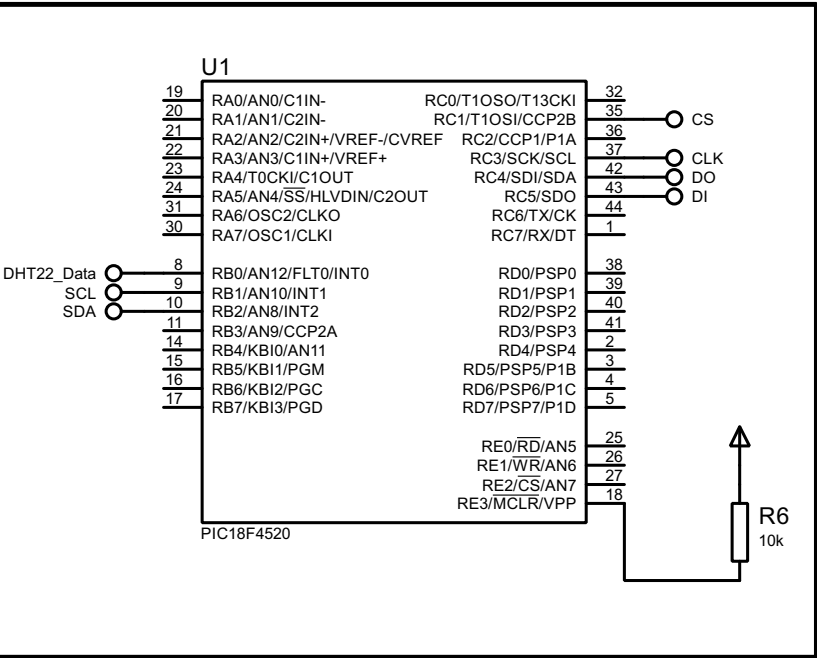 U1
19 RA0/AN0/C1IN- RC0/T1OSO/T13CKI 32
20 RA1/AN1/C2IN- RC1/T1OSI/CCP2B 35 CS
21 RA2/AN2/C2IN+/VREF-/CVREF RC2/CCP1/P1A 36
22 RA3/AN3/C1IN+/VREF+ RC3/SCK/SCL 37 CLK
23 RA4/T0CKI/C1OUT RC4/SDI/SDA 42 DO
24 RA5/AN4/SS/HLVDIN/C2OUT RC5/SDO 43 DI
31 RA6/OSC2/CLKO RC6/TX/CK 44
30 RA7/OSC1/CLKI RC7/RX/DT 1
DHT22_Data 8 RB0/AN12/FLT0/INT0 RD0/PSP0 38
SCL 9 RB1/AN10/INT1 RD1/PSP1 39
SDA 10 RB2/AN8/INT2 RD2/PSP2 40
11 RB3/AN9/CCP2A RD3/PSP3 41
14 RB4/KBI0/AN11 RD4/PSP4 2
15 RB5/KBI1/PGM RD5/PSP5/P1B 3
16 RB6/KBI2/PGC RD6/PSP6/P1C 4
17 RB7/KBI3/PGD RD7/PSP7/P1D 5
RE0/RD/AN5 25
RE1/WR/AN6 26
RE2/CS/AN7 27
RE3/MCLR/VPP 18
PIC18F4520
R6
10k